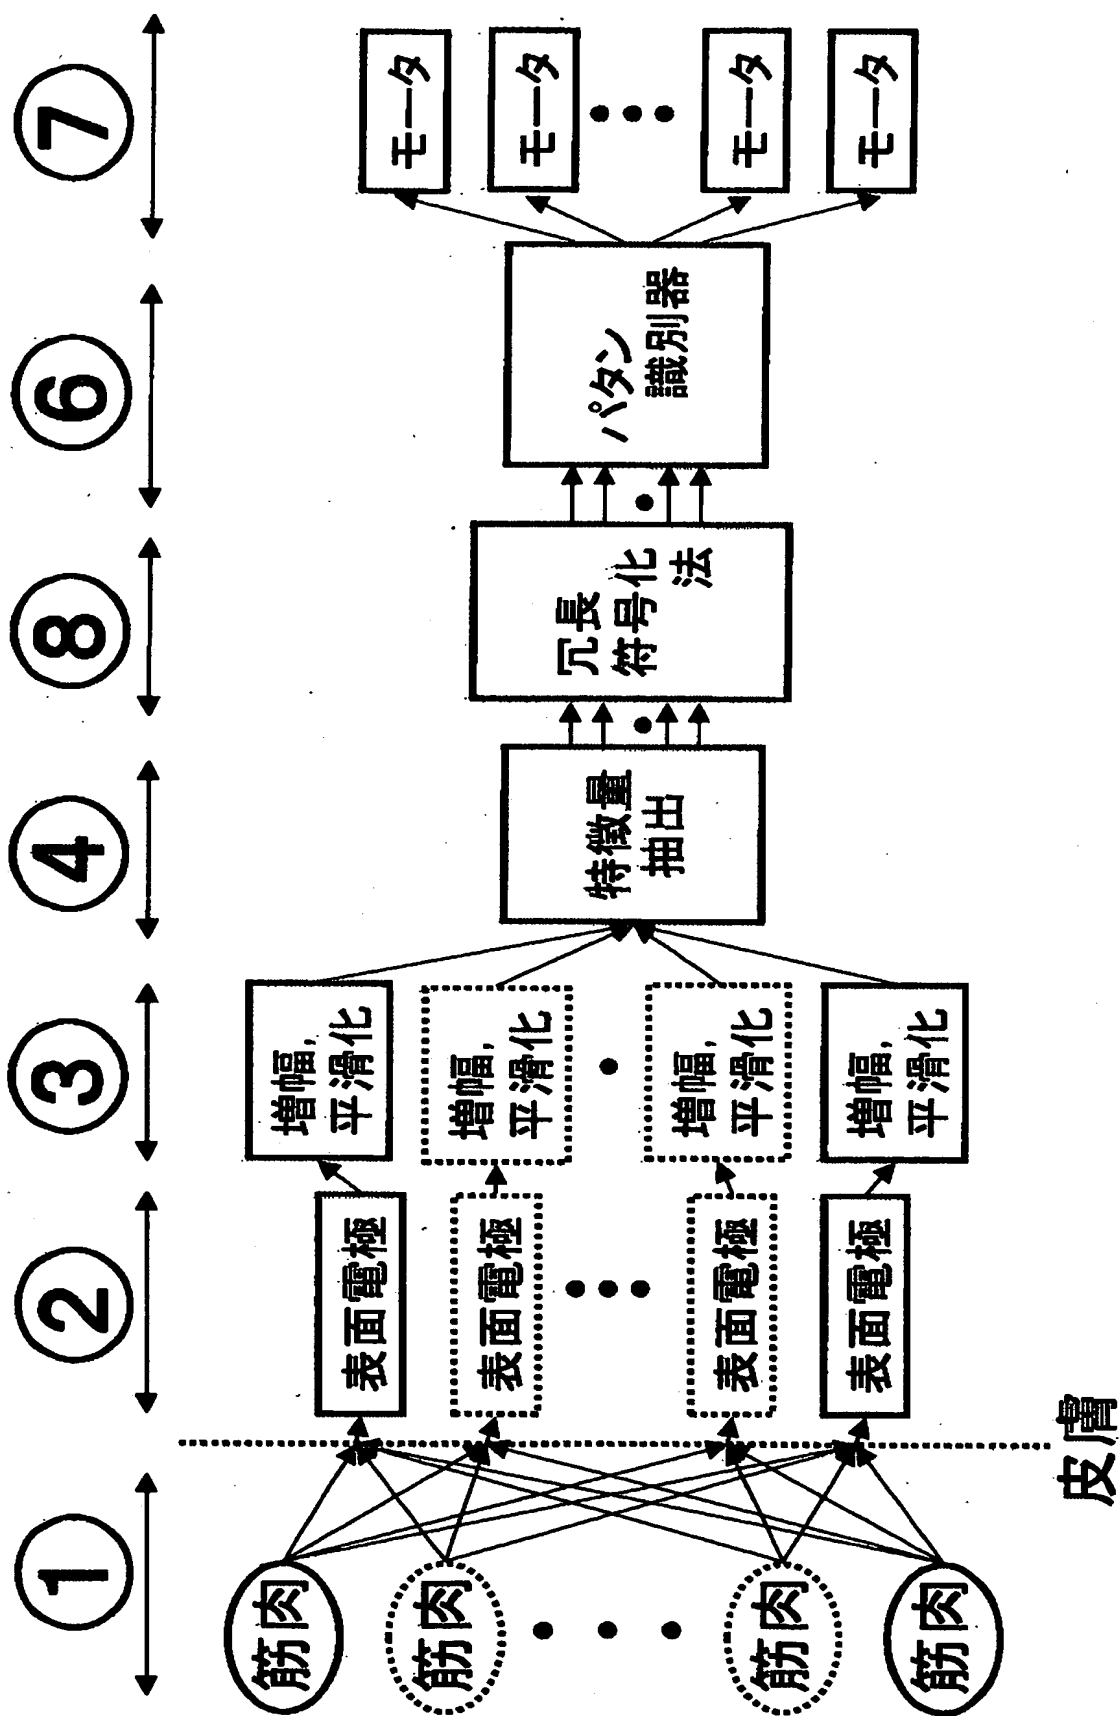 ①
②
③
④
⑧
⑥
⑦
筋肉
筋肉
筋肉
筋肉
皮膚
表面電極
表面電極
表面電極
表面電極
増幅,
平滑化
増幅,
平滑化
増幅,
平滑化
増幅,
平滑化
特徴量
抽出
冗長
符号化
法
パタン
識別器
モータ
モータ
モータ
モータ